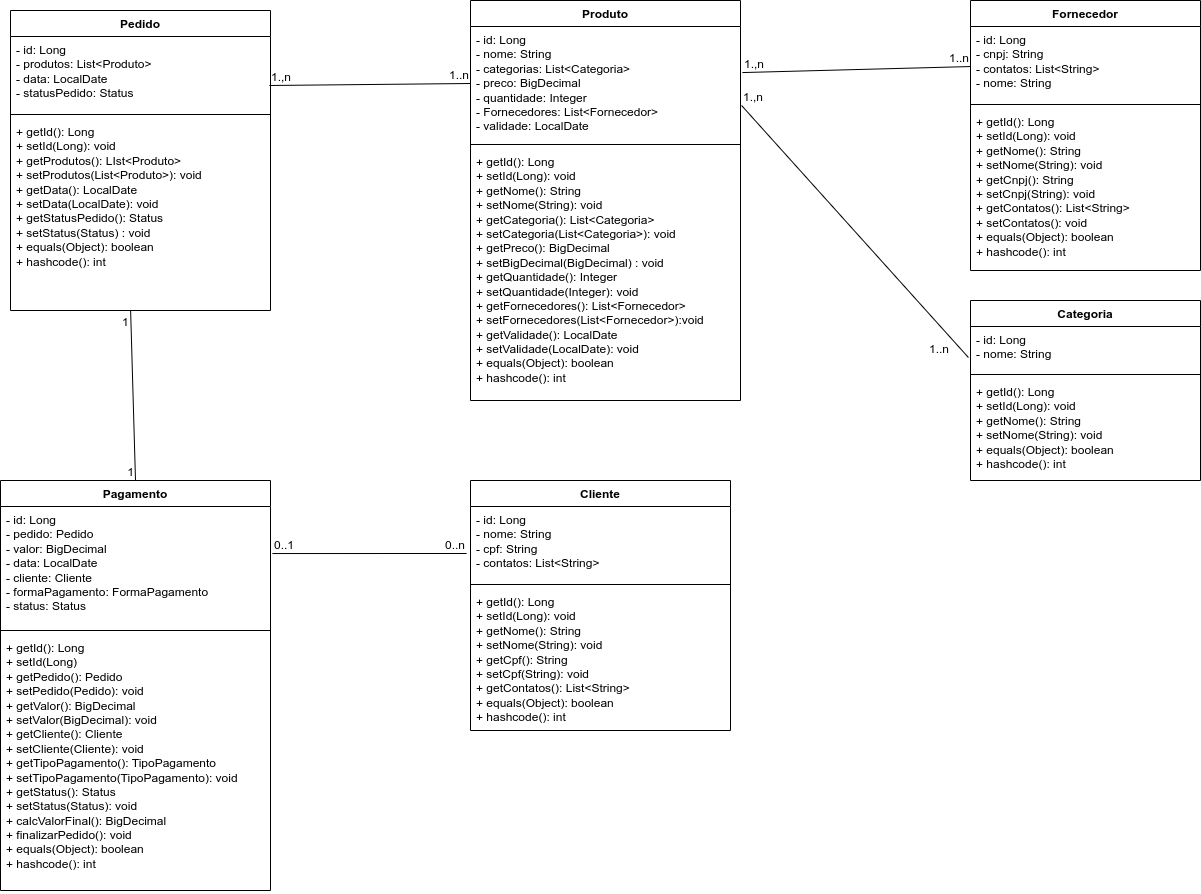 Pedido
- id: Long
- produtos: List<Produto>
- data: LocalDate
- statusPedido: Status
+ getId(): Long
+ setId(Long): void
+ getProdutos(): LIst<Produto>
+ setProdutos(List<Produto>): void
+ getData(): LocalDate
+ setData(LocalDate): void
+ getStatusPedido(): Status
+ setStatus(Status) : void
+ equals(Object): boolean
+ hashcode(): int
1.,n
1..n
Produto
- id: Long
- nome: String
- categorias: List<Categoria>
- preco: BigDecimal
- quantidade: Integer
- Fornecedores: List<Fornecedor>
- validade: LocalDate
+ getId(): Long
+ setId(Long): void
+ getNome(): String
+ setNome(String): void
+ getCategoria(): List<Categoria>
+ setCategoria(List<Categoria>): void
+ getPreco(): BigDecimal
+ setBigDecimal(BigDecimal) : void
+ getQuantidade(): Integer
+ setQuantidade(Integer): void
+ getFornecedores(): List<Fornecedor>
+ setFornecedores(List<Fornecedor>):void
+ getValidade(): LocalDate
+ setValidade(LocalDate): void
+ equals(Object): boolean
+ hashcode(): int
1.,n
1..n
1.,n
1..n
Fornecedor
- id: Long
- cnpj: String
- contatos: List<String>
- nome: String
+ getId(): Long
+ setId(Long): void
+ getNome(): String
+ setNome(String): void
+ getCnpj(): String
+ setCnpj(String): void
+ getContatos(): List<String>
+ setContatos(): void
+ equals(Object): boolean
+ hashcode(): int
Categoria
- id: Long
- nome: String
+ getId(): Long
+ setId(Long): void
+ getNome(): String
+ setNome(String): void
+ equals(Object): boolean
+ hashcode(): int
1
1
Pagamento
- id: Long
- pedido: Pedido
- valor: BigDecimal
- data: LocalDate
- cliente: Cliente
- formaPagamento: FormaPagamento
- status: Status
+ getId(): Long
+ setId(Long)
+ getPedido(): Pedido
+ setPedido(Pedido): void
+ getValor(): BigDecimal
+ setValor(BigDecimal): void
+ getCliente(): Cliente
+ setCliente(Cliente): void
+ getTipoPagamento(): TipoPagamento
+ setTipoPagamento(TipoPagamento): void
+ getStatus(): Status
+ setStatus(Status): void
+ calcValorFinal(): BigDecimal
+ finalizarPedido(): void
+ equals(Object): boolean
+ hashcode(): int
0..1
0..n
Cliente
- id: Long
- nome: String
- cpf: String
- contatos: List<String>
+ getId(): Long
+ setId(Long): void
+ getNome(): String
+ setNome(String): void
+ getCpf(): String
+ setCpf(String): void
+ getContatos(): List<String>
+ equals(Object): boolean
+ hashcode(): int